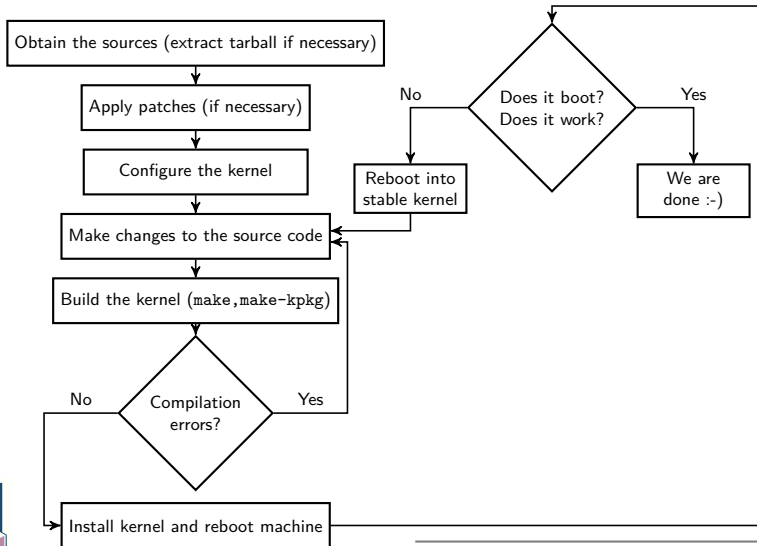 Obtain the sources (extract tarball if necessary)
Apply patches (if necessary)
Configure the kernel
Make changes to the source code
Build the kernel (make,make-kpkg)
Compilation
errors?
No
Yes
Install kernel and reboot machine
Does it boot?
Does it work?
No
Yes
Reboot into
stable kernel
We are
done :-)